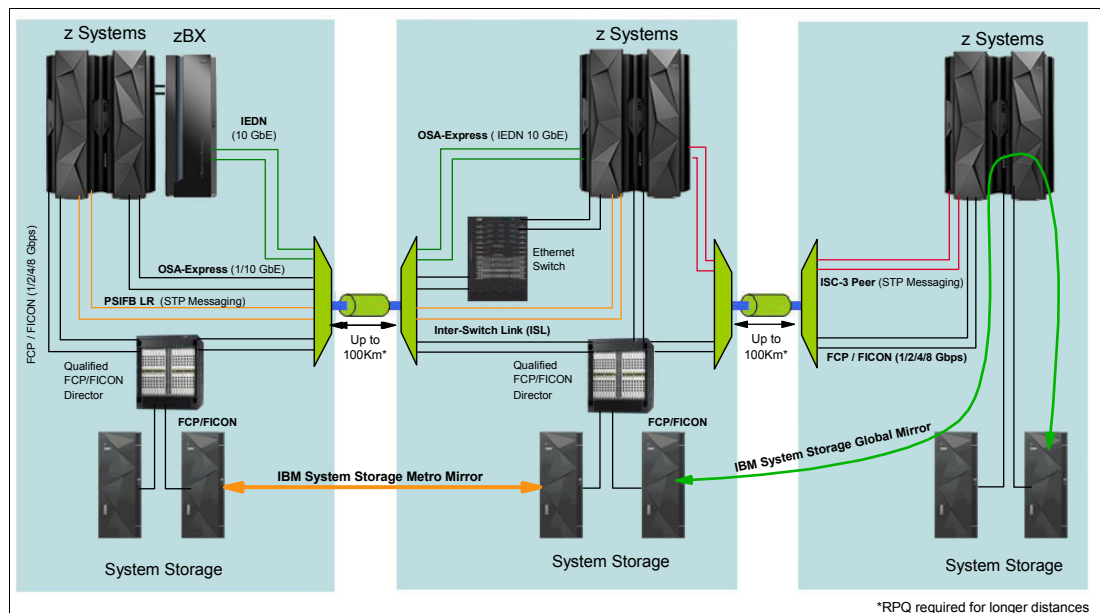 z Systems
zBX
IEDN
(10 GbE)
FCP / FICON (1/2/4/8 Gbps)
OSA-Express (1/10 GbE)
PSIFB LR (STP Messaging)
Qualified
FCP/FICON
Director
FCP/FICON
System Storage
Up to
100Km*
z Systems
OSA-Express ( IEDN 10 GbE)
Ethernet
Switch
Inter-Switch Link (ISL)
Qualified
FCP/FICON
Director
FCP/FICON
IBM System Storage Metro Mirror
System Storage
Up to
100Km*
z Systems
ISC-3 Peer (STP Messaging)
FCP / FICON (1/2/4/8 Gbps)
IBM System Storage Global Mirror
System Storage
*RPQ required for longer distances